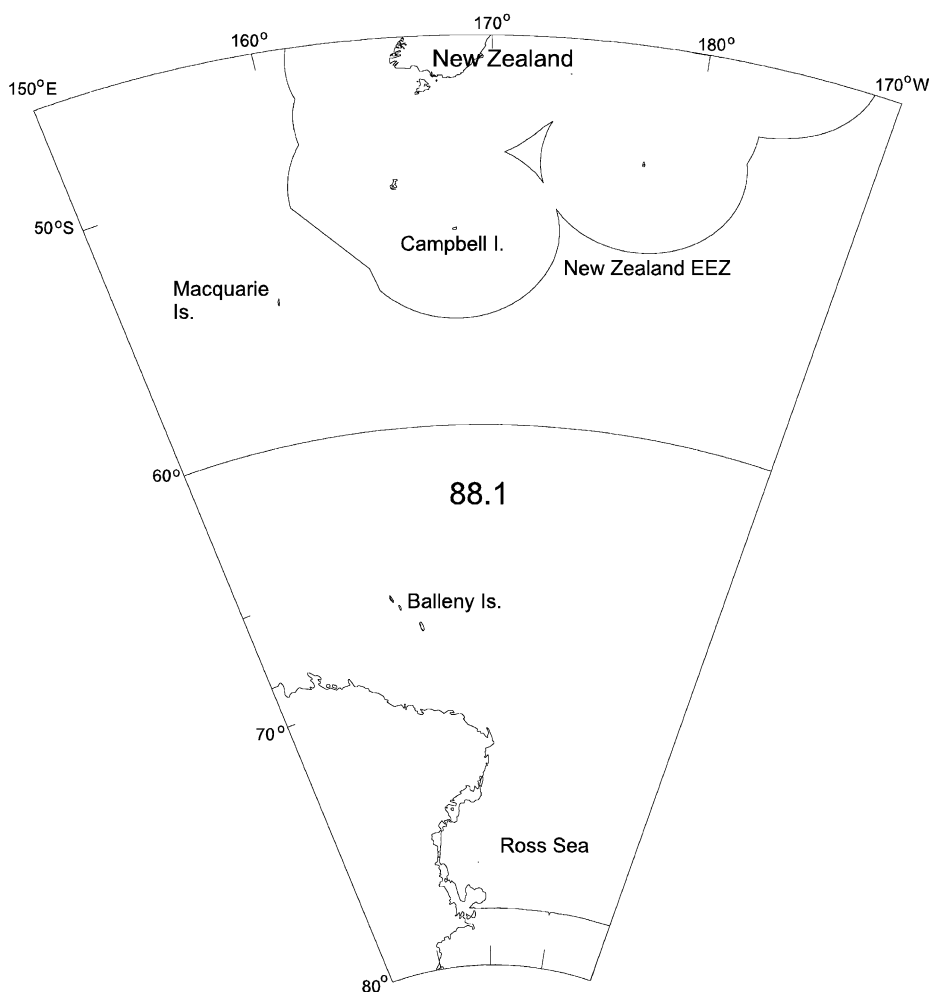 170°
160°
180°
New Zealand
150°E
170°W
50°S
Campbell I.
New Zealand EEZ
Macquarie
Is.
60°
88.1
Balleny Is.
70°
Ross Sea
80°